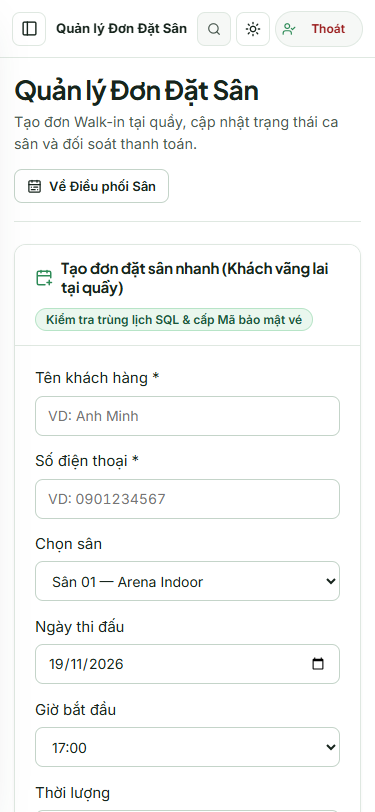 Quản lý Đơn Đặt Sân
Thoát
Quản lý Đơn Đặt Sân
Tạo đơn Walk-in tại quầy, cập nhật trạng thái ca
sân và đối soát thanh toán.
Về Điều phối Sân
Tạo đơn đặt sân nhanh (Khách vãng lai
tại quầy)
Kiểm tra trùng lịch SQL & cấp Mã bảo mật vé
Tên khách hàng *
VD: Anh Minh
Số điện thoại *
VD: 0901234567
Chọn sân
Sân 01 — Arena Indoor
Ngày thi đấu
19/11/2026
Giờ bắt đầu
17:00
Thời lượng